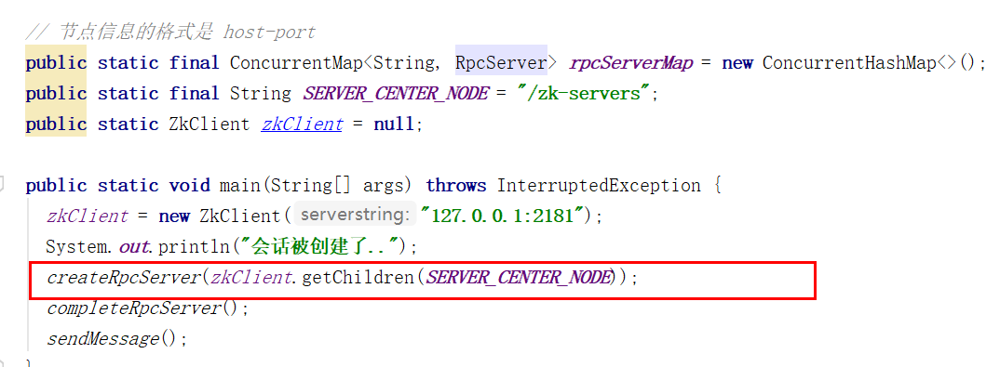 // 节点信息的格式是 host-port
public static final ConcurrentMap<String, RpcServer> rpcServerMap = new ConcurrentHashMap<>();
public static final String SERVER_CENTER_NODE = "/zk-servers";
public static ZkClient zkClient = null;
public static void main(String[] args) throws InterruptedException {
zkClient = new ZkClient( serverstring: "127.0.0.1:2181");
System.out.println("会话被创建了..");
createRpcServer(zkClient.getChildren(SERVER_CENTER_NODE));
completeRpcServer();
sendMessage();
}